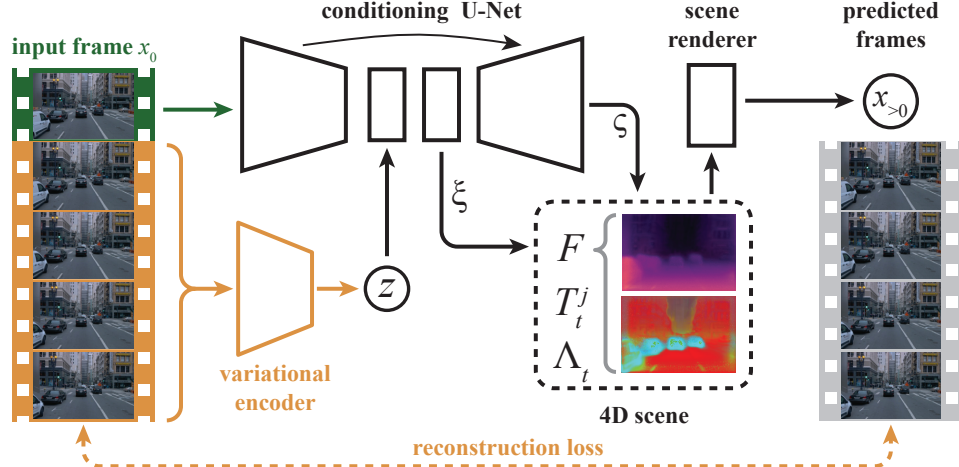 conditioning U-Net
scene
renderer
predicted
frames
input frame x₀
x>0
ς
ξ
z
F
T_t^j
Λ_t
variational
encoder
4D scene
reconstruction loss